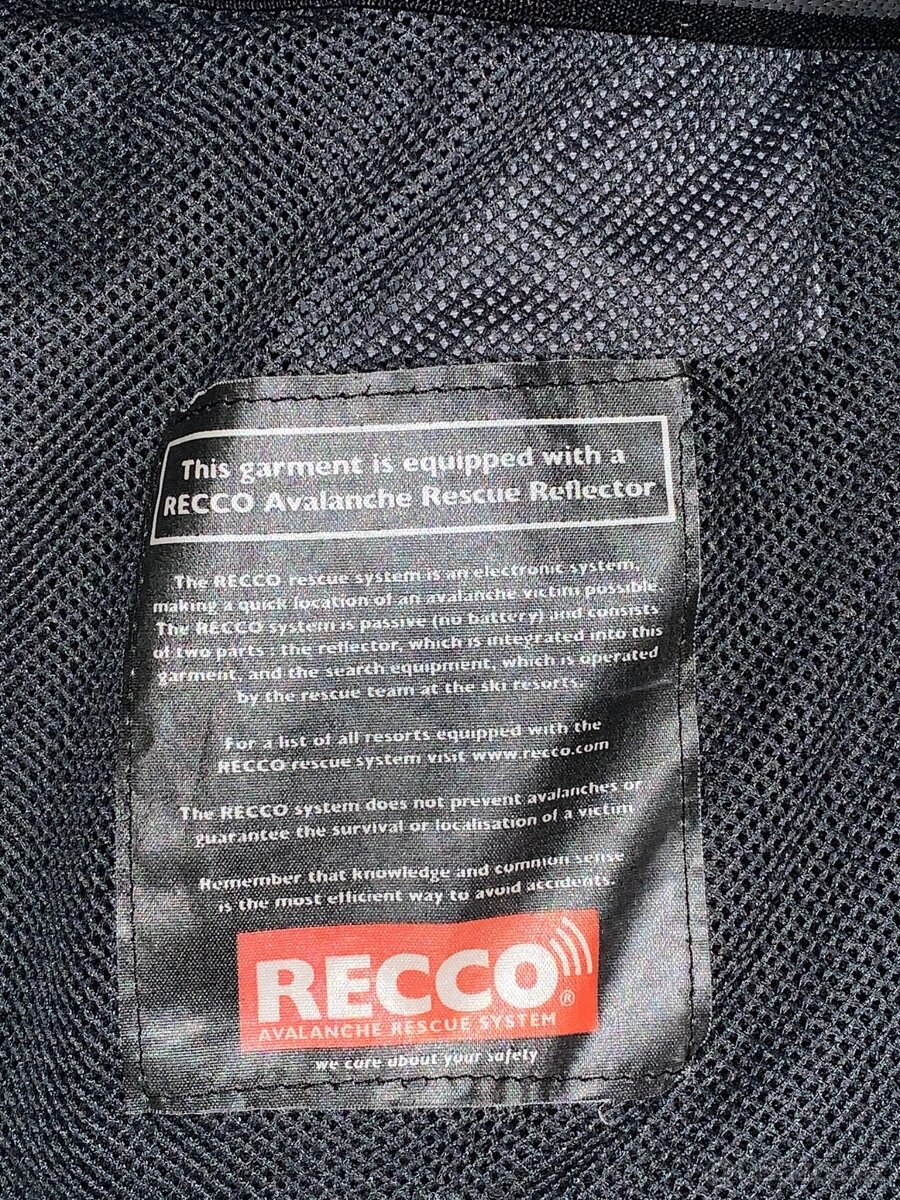 This garment is equipped with a
RECCO Avalanche Rescue Reflector
The RECCO rescue system is an electronic system,
making a quick location of an avalanche victim possible.
The RECCO system is passive (no battery) and consists
of two parts : the reflector, which is integrated into this
garment, and the search equipment, which is operated
by the rescue team at the ski resorts.
For a list of all resorts equipped with the
RECCO rescue system visit www.recco.com
The RECCO system does not prevent avalanches or
guarantee the survival or localisation of a victim
Remember that knowledge and common sense
is the most efficient way to avoid accidents.
RECCO®
AVALANCHE RESCUE SYSTEM
we care about your safety